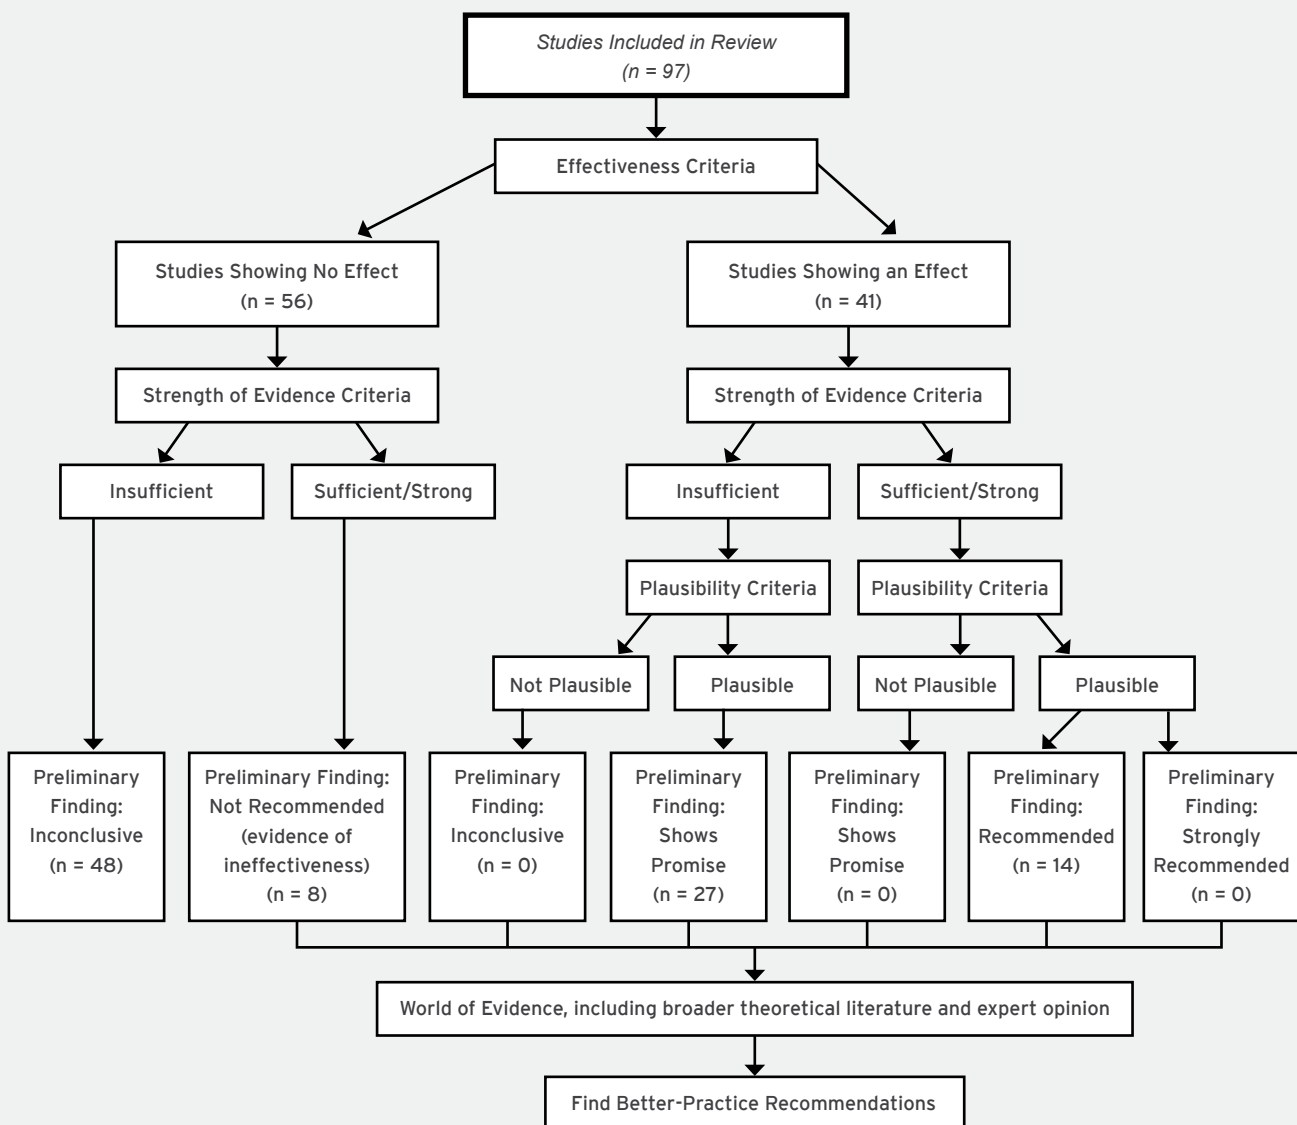 Studies Included in Review
(n = 97)
Effectiveness Criteria
Studies Showing No Effect
(n = 56)
Studies Showing an Effect
(n = 41)
Strength of Evidence Criteria
Strength of Evidence Criteria
Insufficient
Sufficient/Strong
Insufficient
Sufficient/Strong
Plausibility Criteria
Plausibility Criteria
Not Plausible
Plausible
Not Plausible
Plausible
Preliminary
Finding:
Inconclusive
(n = 48)
Preliminary Finding:
Not Recommended
(evidence of
ineffectiveness)
(n = 8)
Preliminary
Finding:
Inconclusive
(n = 0)
Preliminary
Finding:
Shows
Promise
(n = 27)
Preliminary
Finding:
Shows
Promise
(n = 0)
Preliminary
Finding:
Recommended
(n = 14)
Preliminary
Finding:
Strongly
Recommended
(n = 0)
World of Evidence, including broader theoretical literature and expert opinion
Find Better-Practice Recommendations